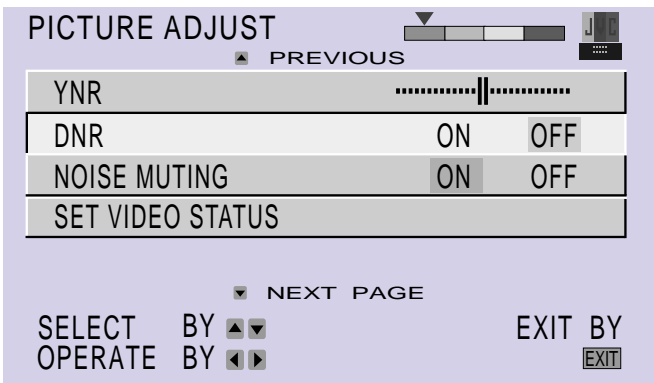 PICTURE ADJUST
JVC
PREVIOUS
YNR
DNR ON OFF
NOISE MUTING ON OFF
SET VIDEO STATUS
NEXT PAGE
SELECT BY EXIT BY
OPERATE BY EXIT